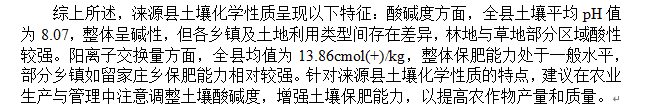 综上所述，涞源县土壤化学性质呈现以下特征：酸碱度方面，全县土壤平均 pH 值
为 8.07，整体呈碱性，但各乡镇及土地利用类型间存在差异，林地与草地部分区域酸性
较强。阳离子交换量方面，全县均值为 13.86cmol(+)/kg，整体保肥能力处于一般水平，
部分乡镇如留家庄乡保肥能力相对较强。针对涞源县土壤化学性质的特点，建议在农业
生产与管理中注意调整土壤酸碱度，增强土壤保肥能力，以提高农作物产量和质量。